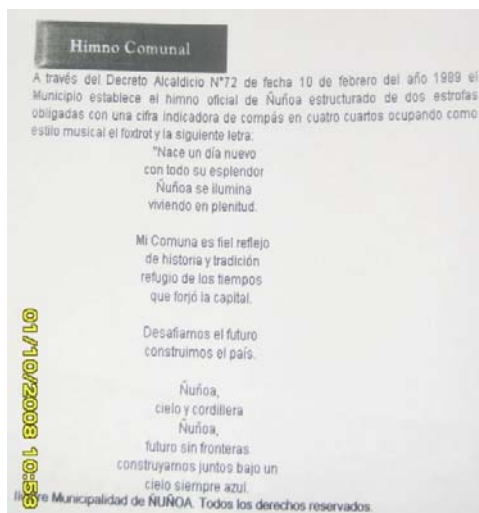 Himno Comunal
A través del Decreto Alcaldicio N°72 de fecha 10 de febrero del año 1989 el
Municipio establece el himno oficial de Ñuñoa estructurado de dos estrofas
obligadas con una cifra indicadora de compás en cuatro cuartos ocupando como
estilo musical el foxtrot y la siguiente letra:
"Nace un día nuevo
con todo su esplendor
Ñuñoa se ilumina
viviendo en plenitud.
Mi Comuna es fiel reflejo
de historia y tradición
refugio de los tiempos
que forjó la capital.
Desafiamos el futuro
construimos el país.
Ñuñoa,
cielo y cordillera
Ñuñoa,
futuro sin fronteras
construyamos juntos bajo un
cielo siempre azul.
Municipalidad de ÑUÑOA. Todos los derechos reservados.
01/10/2008 10:53